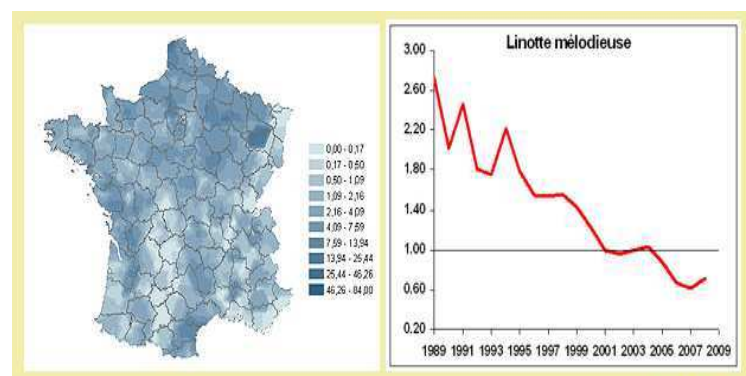 0,00 - 0,17
0,17 - 0,50
0,50 - 1,09
1,09 - 2,16
2,16 - 4,09
4,09 - 7,59
7,59 - 13,94
13,94 - 25,44
25,44 - 46,26
46,26 - 84,00
Linotte mélodieuse
3.00
2.60
2.20
1.80
1.40
1.00
0.60
0.20
1989 1991 1993 1995 1997 1999 2001 2003 2005 2007 2009